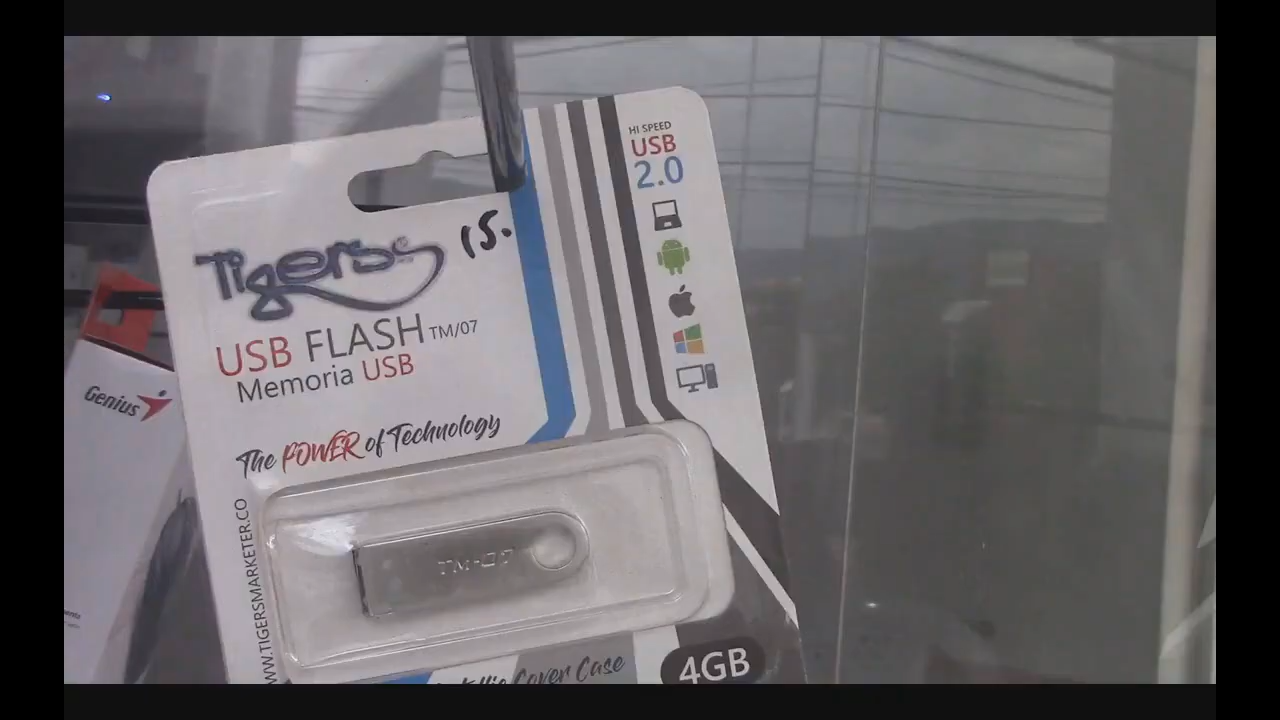 HI SPEED
USB
2.0
Tigers
15.
USB FLASH TM/07
Memoria USB
Genius
The POWER of Technology
WW.TIGERSMARKETER.CO
TM-07
Cover Case
4GB